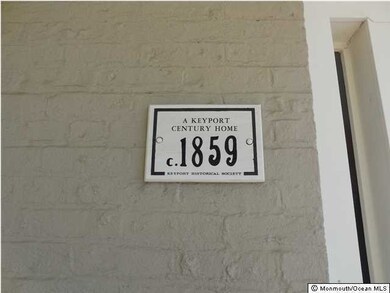 A KEYPORT
CENTURY HOME
c.1859
KEYPORT HISTORICAL SOCIETY
© Monmouth/Ocean MLS